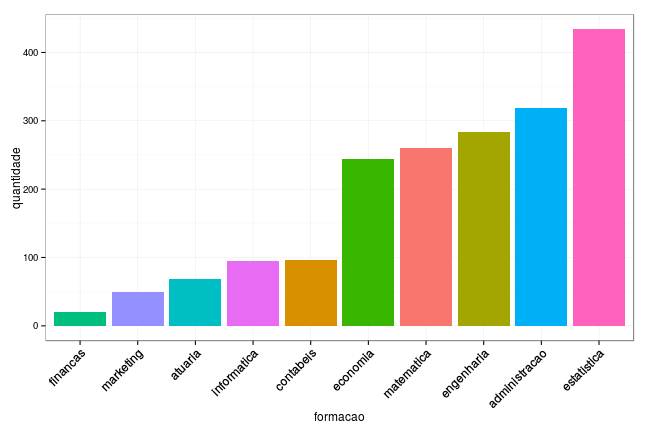 quantidade
400
300
200
100
0
financas
marketing
atuaria
informatica
contabeis
economia
matematica
engenharia
administracao
estatistica
formacao